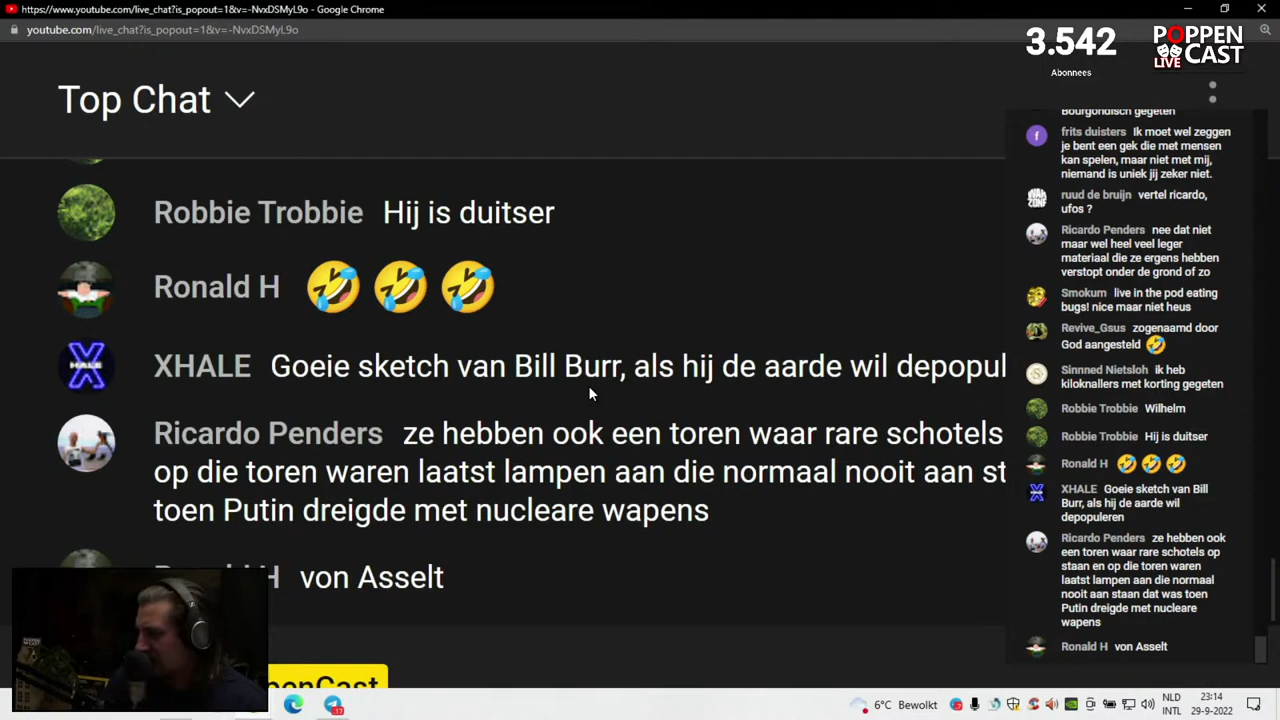 https://www.youtube.com/live_chat?is_popout=1&v=-NvxDSMyL9o - Google Chrome
youtube.com/live_chat?is_popout=1&v=-NvxDSMyL9o
3.542
Abonnees
POPPEN
CAST
LIVE
Top Chat
Robbie Trobbie Hij is duitser
Ronald H 🤣 🤣 🤣
XHALE Goeie sketch van Bill Burr, als hij de aarde wil depopul
Ricardo Penders ze hebben ook een toren waar rare schotels
op die toren waren laatst lampen aan die normaal nooit aan st
toen Putin dreigde met nucleare wapens
H von Asselt
penCast
Bourgondisch gegeten
frits duisters Ik moet wel zeggen
je bent een gek die met mensen
kan spelen, maar niet met mij,
niemand is uniek jij zeker niet.
ruud de bruijn vertel ricardo,
ufos ?
Ricardo Penders nee dat niet
maar wel heel veel leger
materiaal die ze ergens hebben
verstopt onder de grond of zo
Smokum live in the pod eating
bugs! nice maar niet heus
Revive_Gsus zogenaamd door
God aangesteld 🤣
Sinned Nietsloh ik heb
kiloknallers met korting gegeten
Robbie Trobbie Wilhelm
Robbie Trobbie Hij is duitser
Ronald H 🤣 🤣 🤣
XHALE Goeie sketch van Bill
Burr, als hij de aarde wil
depopuleren
Ricardo Penders ze hebben ook
een toren waar rare schotels op
staan en op die toren waren
laatst lampen aan die normaal
nooit aan staan dat was toen
Putin dreigde met nucleare
wapens
Ronald H von Asselt
6°C Bewolkt
NLD
INTL
23:14
29-9-2022